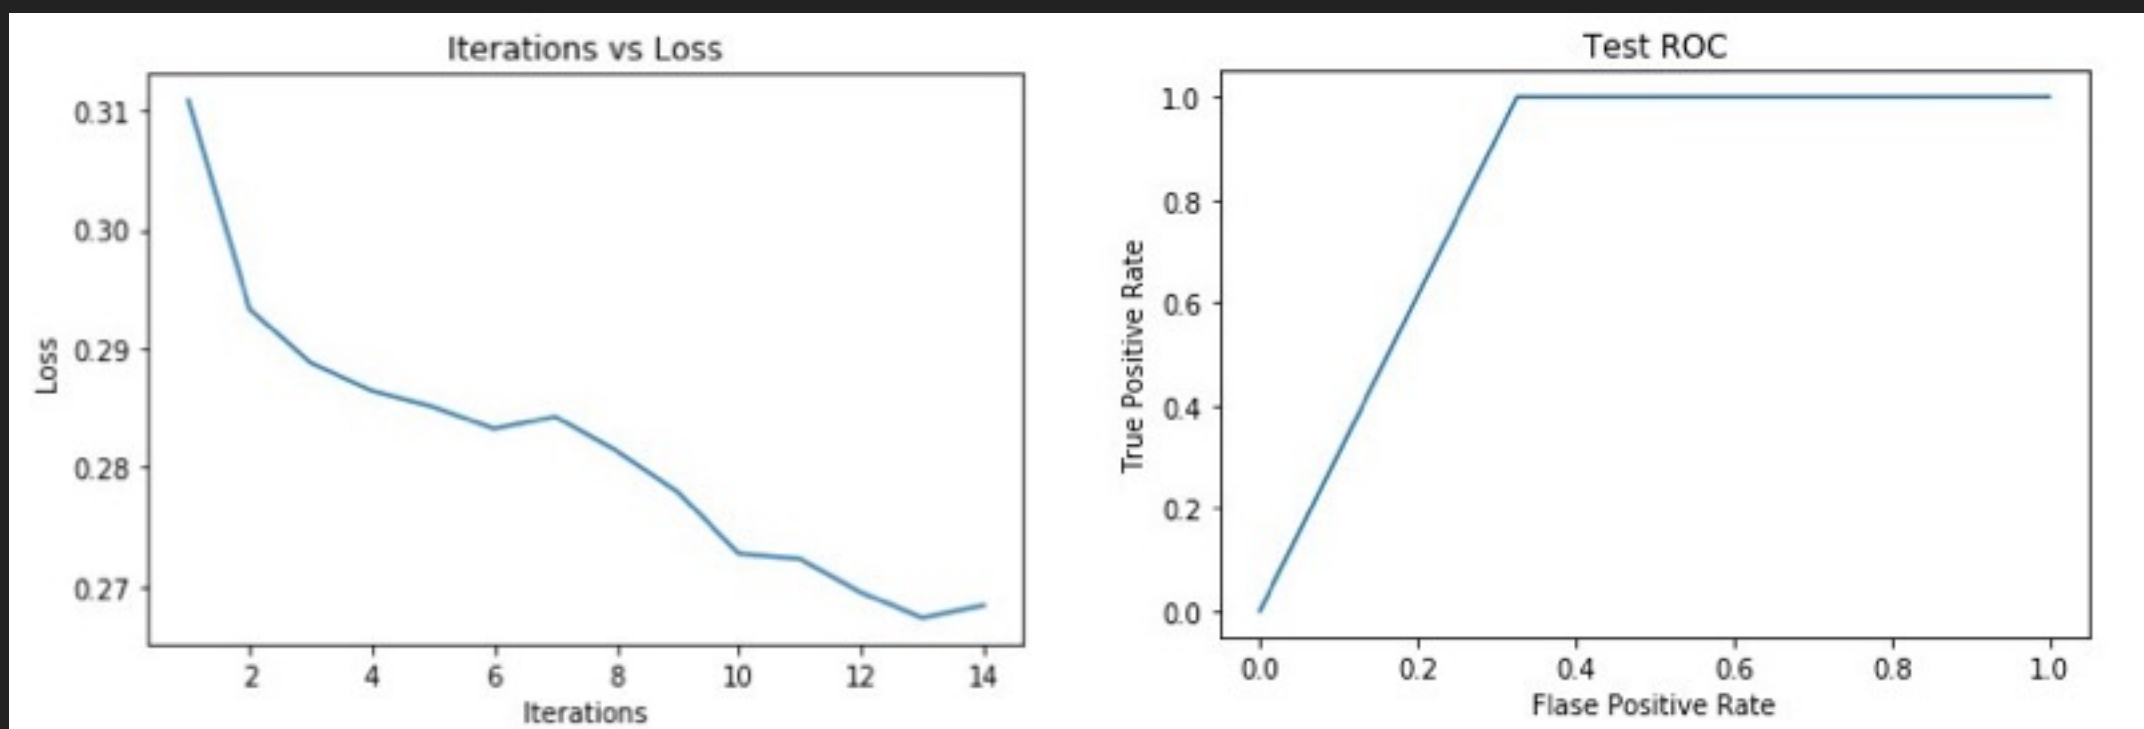 Iterations vs Loss
0.31
0.30
0.29
0.28
0.27
Loss
2 4 6 8 10 12 14
Iterations
Test ROC
1.0
0.8
0.6
0.4
0.2
0.0
True Positive Rate
0.0 0.2 0.4 0.6 0.8 1.0
Flase Positive Rate